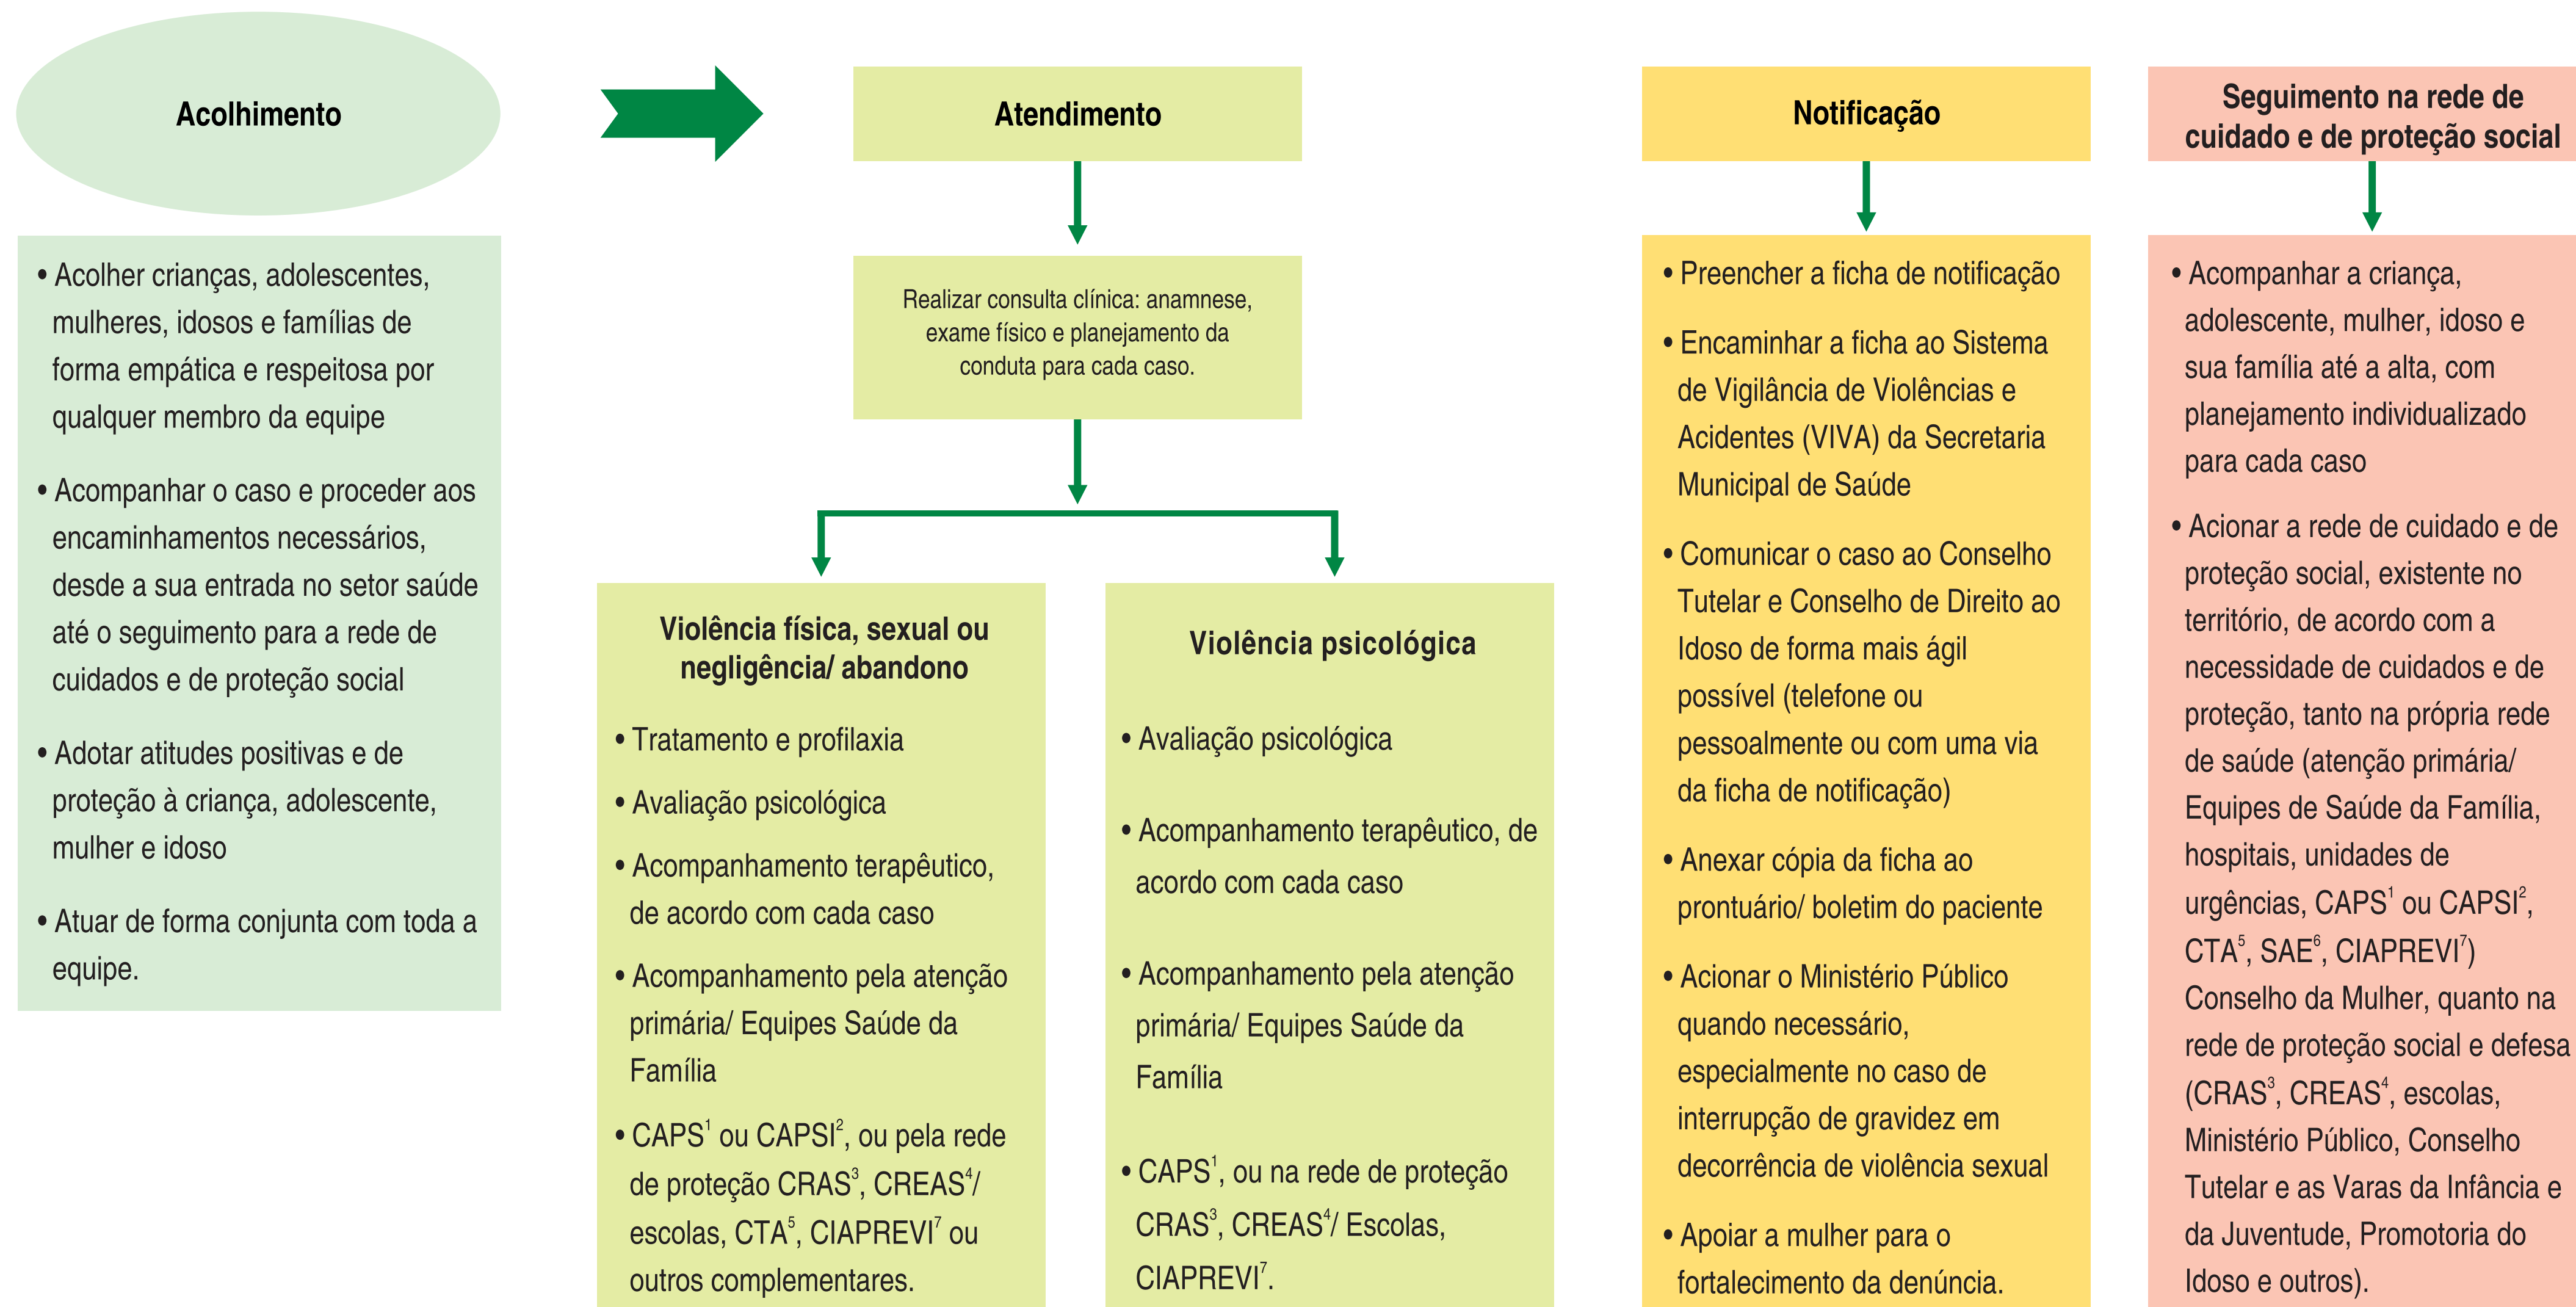 Acolhimento
• Acolher crianças, adolescentes,
mulheres, idosos e famílias de
forma empática e respeitosa por
qualquer membro da equipe
• Acompanhar o caso e proceder aos
encaminhamentos necessários,
desde a sua entrada no setor saúde
até o seguimento para a rede de
cuidados e de proteção social
• Adotar atitudes positivas e de
proteção à criança, adolescente,
mulher e idoso
• Atuar de forma conjunta com toda a
equipe.
Atendimento
Realizar consulta clínica: anamnese,
exame físico e planejamento da
conduta para cada caso.
Violência física, sexual ou
negligência/ abandono
• Tratamento e profilaxia
• Avaliação psicológica
• Acompanhamento terapêutico,
de acordo com cada caso
• Acompanhamento pela atenção
primária/ Equipes Saúde da
Família
• CAPS¹ ou CAPSI², ou pela rede
de proteção CRAS³, CREAS⁴/
escolas, CTA⁵, CIAPREVI⁷ ou
outros complementares.
Violência psicológica
• Avaliação psicológica
• Acompanhamento terapêutico, de
acordo com cada caso
• Acompanhamento pela atenção
primária/ Equipes Saúde da
Família
• CAPS¹, ou na rede de proteção
CRAS³, CREAS⁴/ Escolas,
CIAPREVI⁷.
Notificação
• Preencher a ficha de notificação
• Encaminhar a ficha ao Sistema
de Vigilância de Violências e
Acidentes (VIVA) da Secretaria
Municipal de Saúde
• Comunicar o caso ao Conselho
Tutelar e Conselho de Direito ao
Idoso de forma mais ágil
possível (telefone ou
pessoalmente ou com uma via
da ficha de notificação)
• Anexar cópia da ficha ao
prontuário/ boletim do paciente
• Acionar o Ministério Público
quando necessário,
especialmente no caso de
interrupção de gravidez em
decorrência de violência sexual
• Apoiar a mulher para o
fortalecimento da denúncia.
Seguimento na rede de
cuidado e de proteção social
• Acompanhar a criança,
adolescente, mulher, idoso e
sua família até a alta, com
planejamento individualizado
para cada caso
• Acionar a rede de cuidado e de
proteção social, existente no
território, de acordo com a
necessidade de cuidados e de
proteção, tanto na própria rede
de saúde (atenção primária/
Equipes de Saúde da Família,
hospitais, unidades de
urgências, CAPS¹ ou CAPSI²,
CTA⁵, SAE⁶, CIAPREVI⁷)
Conselho da Mulher, quanto na
rede de proteção social e defesa
(CRAS³, CREAS⁴, escolas,
Ministério Público, Conselho
Tutelar e as Varas da Infância e
da Juventude, Promotoria do
Idoso e outros).